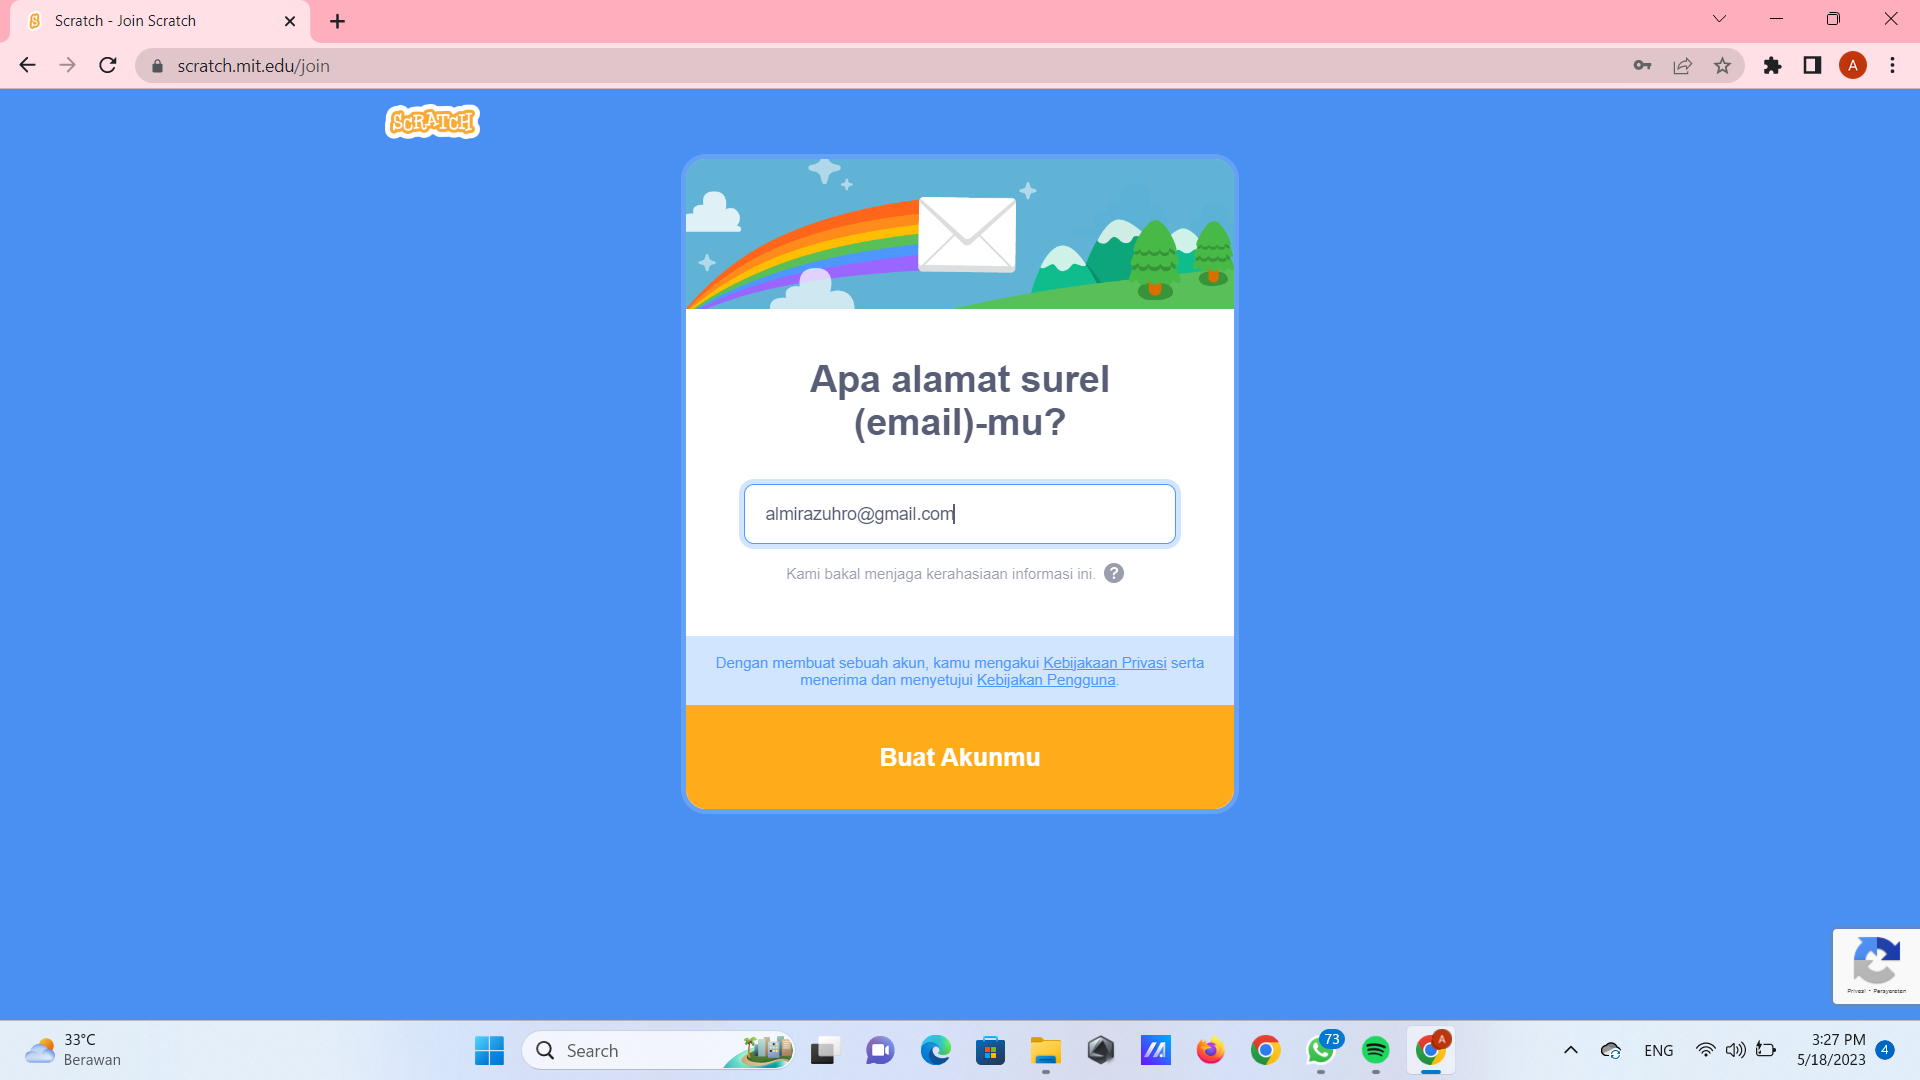 Scratch - Join Scratch
scratch.mit.edu/join
A
SCRATCH
Apa alamat surel
(email)-mu?
almirazuhro@gmail.com
Kami bakal menjaga kerahasiaan informasi ini. ?
Dengan membuat sebuah akun, kamu mengakui Kebijakaan Privasi serta
menerima dan menyetujui Kebijakan Pengguna.
Buat Akunmu
Privasi - Persyaratan
33°C
Berawan
Search
73
A
ENG
3:27 PM
5/18/2023
4